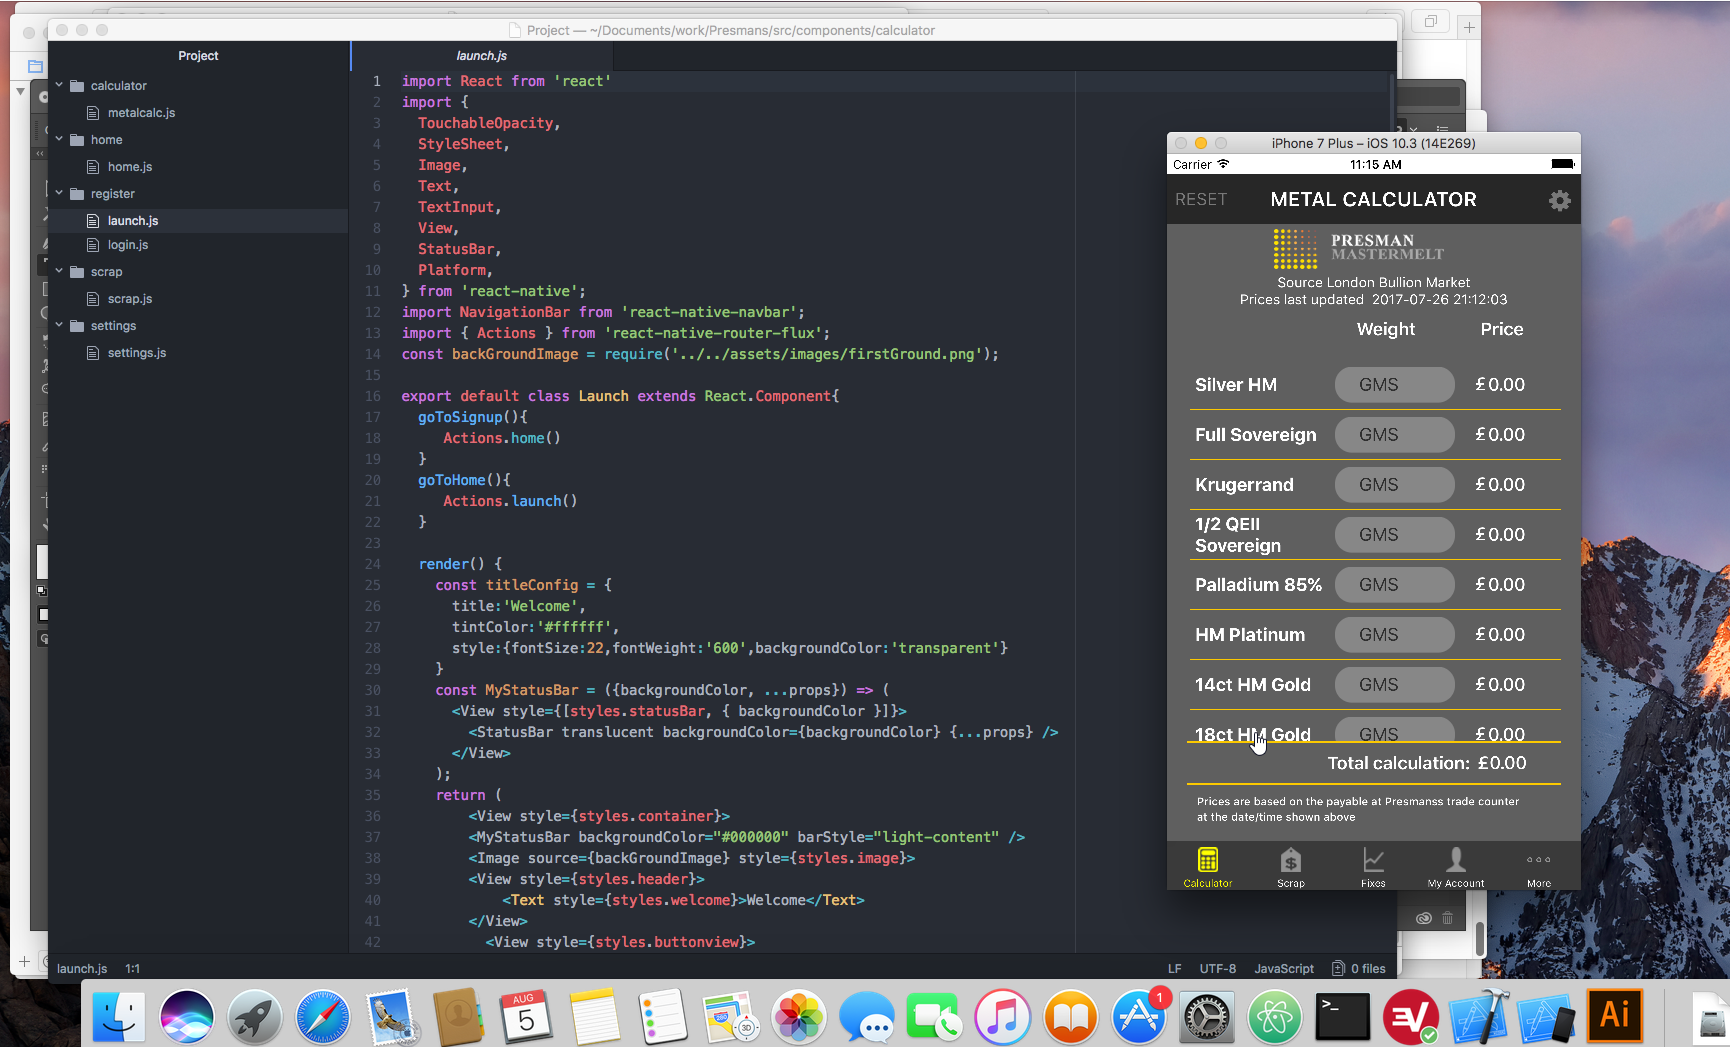 Project — ~/Documents/work/Presmans/src/components/calculator
Project
calculator
metalcalc.js
home
home.js
register
launch.js
login.js
scrap
scrap.js
settings
settings.js
launch.js
1 import React from 'react'
2 import {
3 TouchableOpacity,
4 StyleSheet,
5 Image,
6 Text,
7 TextInput,
8 View,
9 StatusBar,
10 Platform,
11 } from 'react-native';
12 import NavigationBar from 'react-native-navbar';
13 import { Actions } from 'react-native-router-flux';
14 const backGroundImage = require('../../assets/images/firstGround.png');
15
16 export default class Launch extends React.Component{
17 goToSignup(){
18 Actions.home()
19 }
20 goToHome(){
21 Actions.launch()
22 }
23
24 render() {
25 const titleConfig = {
26 title:'Welcome',
27 tintColor:'#ffffff',
28 style:{fontSize:22,fontWeight:'600',backgroundColor:'transparent'}
29 }
30 const MyStatusBar = ({backgroundColor, ...props}) => (
31 <View style={[styles.statusBar, { backgroundColor }]}>
32 <StatusBar translucent backgroundColor={backgroundColor} {...props} />
33 </View>
34 );
35 return (
36 <View style={styles.container}>
37 <MyStatusBar backgroundColor="#000000" barStyle="light-content" />
38 <Image source={backGroundImage} style={styles.image}>
39 <View style={styles.header}>
40 <Text style={styles.welcome}>Welcome</Text>
41 </View>
42 <View style={styles.buttonview}>
launch.js 1:1
LF UTF-8 JavaScript 0 files
iPhone 7 Plus – iOS 10.3 (14E269)
Carrier 11:15 AM
RESET METAL CALCULATOR
PRESMAN
MASTERMELT
Source London Bullion Market
Prices last updated 2017-07-26 21:12:03
Weight Price
Silver HM GMS £0.00
Full Sovereign GMS £0.00
Krugerrand GMS £0.00
1/2 QEII
Sovereign GMS £0.00
Palladium 85% GMS £0.00
HM Platinum GMS £0.00
14ct HM Gold GMS £0.00
18ct HM Gold GMS £0.00
Total calculation: £0.00
Prices are based on the payable at Presmanss trade counter
at the date/time shown above
Calculator Scrap Fixes My Account More
AUG
5
280
3D
1
>_
EV
Ai